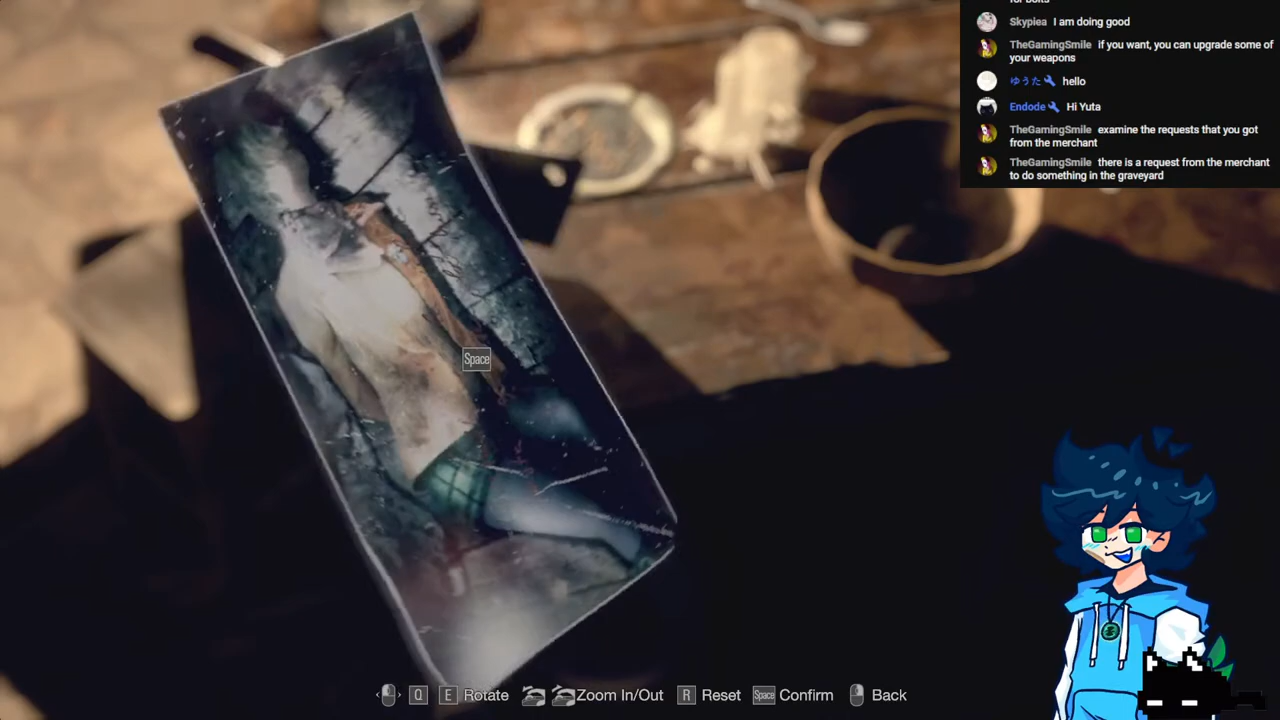 for bolts
Skypiea I am doing good
TheGamingSmile if you want, you can upgrade some of
your weapons
ゆうた hello
Endode Hi Yuta
TheGamingSmile examine the requests that you got
from the merchant
TheGamingSmile there is a request from the merchant
to do something in the graveyard
Space
Q E Rotate Zoom In/Out R Reset Space Confirm Back